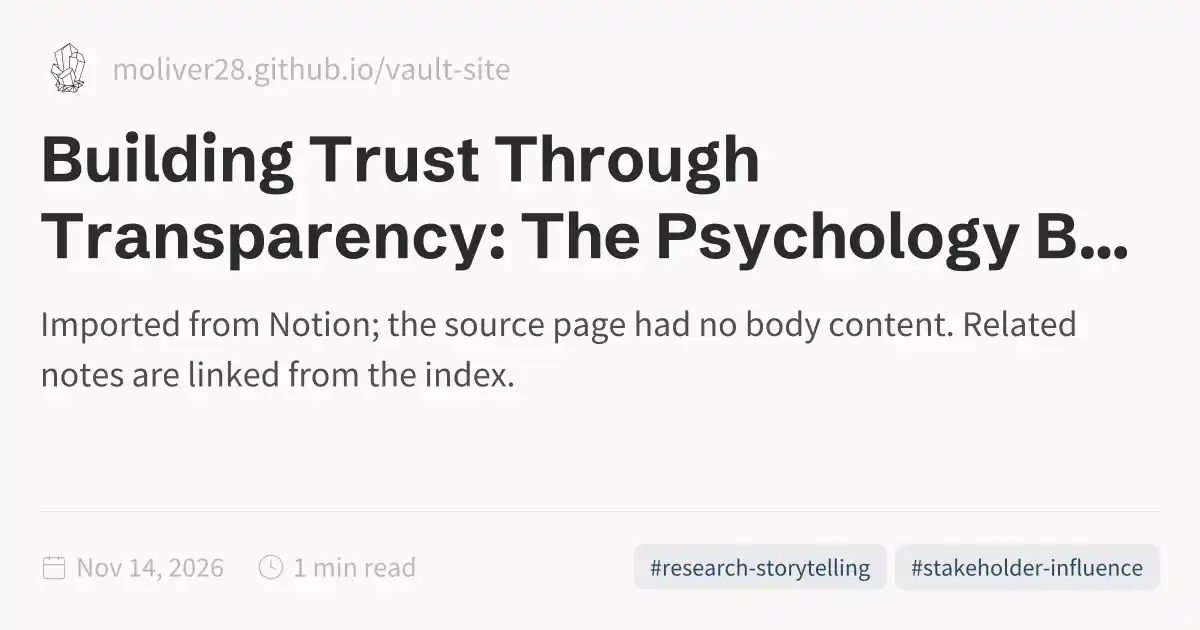 moliver28.github.io/vault-site
Building Trust Through
Transparency: The Psychology B...
Imported from Notion; the source page had no body content. Related
notes are linked from the index.
Nov 14, 2026
1 min read
#research-storytelling
#stakeholder-influence